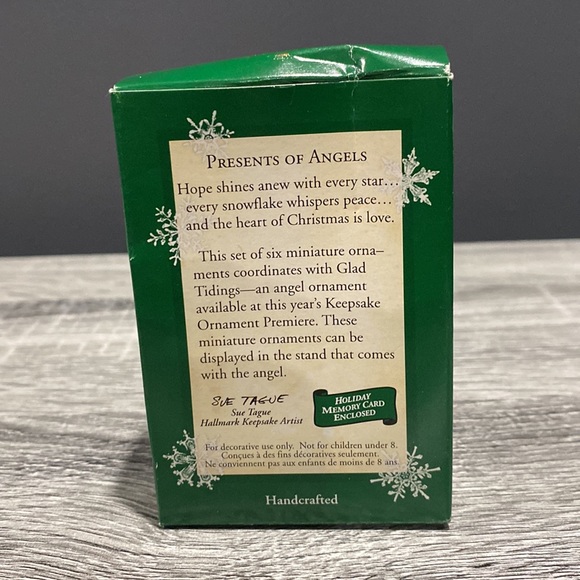 PRESENTS OF ANGELS
Hope shines anew with every star...
every snowflake whispers peace...
and the heart of Christmas is love.
This set of six miniature orna–
ments coordinates with Glad
Tidings—an angel ornament
available at this year's Keepsake
Ornament Premiere. These
miniature ornaments can be
displayed in the stand that comes
with the angel.
SUE TAGUE
Sue Tague
Hallmark Keepsake Artist
HOLIDAY
MEMORY CARD
ENCLOSED
For decorative use only. Not for children under 8.
Conçues à des fins décoratives seulement.
Ne conviennent pas aux enfants de moins de 8 ans.
Handcrafted